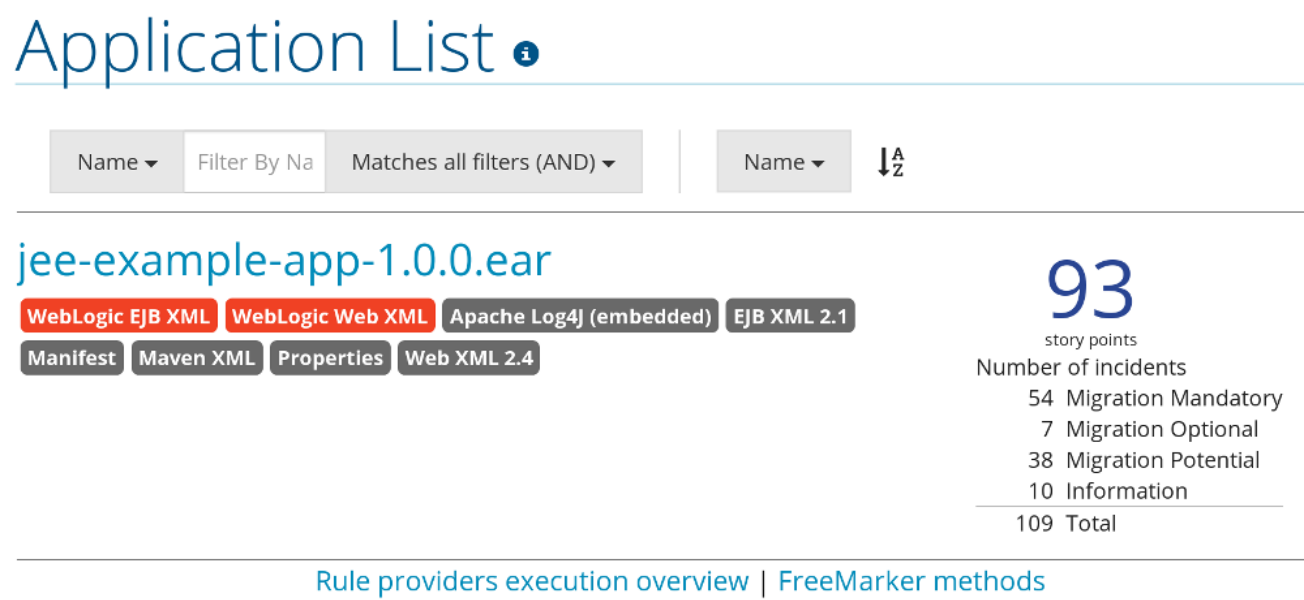 Application List
Name Filter By Na Matches all filters (AND) Name
jee-example-app-1.0.0.ear
WebLogic EJB XML WebLogic Web XML Apache Log4J (embedded) EJB XML 2.1
Manifest Maven XML Properties Web XML 2.4
93
story points
Number of incidents
54 Migration Mandatory
7 Migration Optional
38 Migration Potential
10 Information
109 Total
Rule providers execution overview | FreeMarker methods